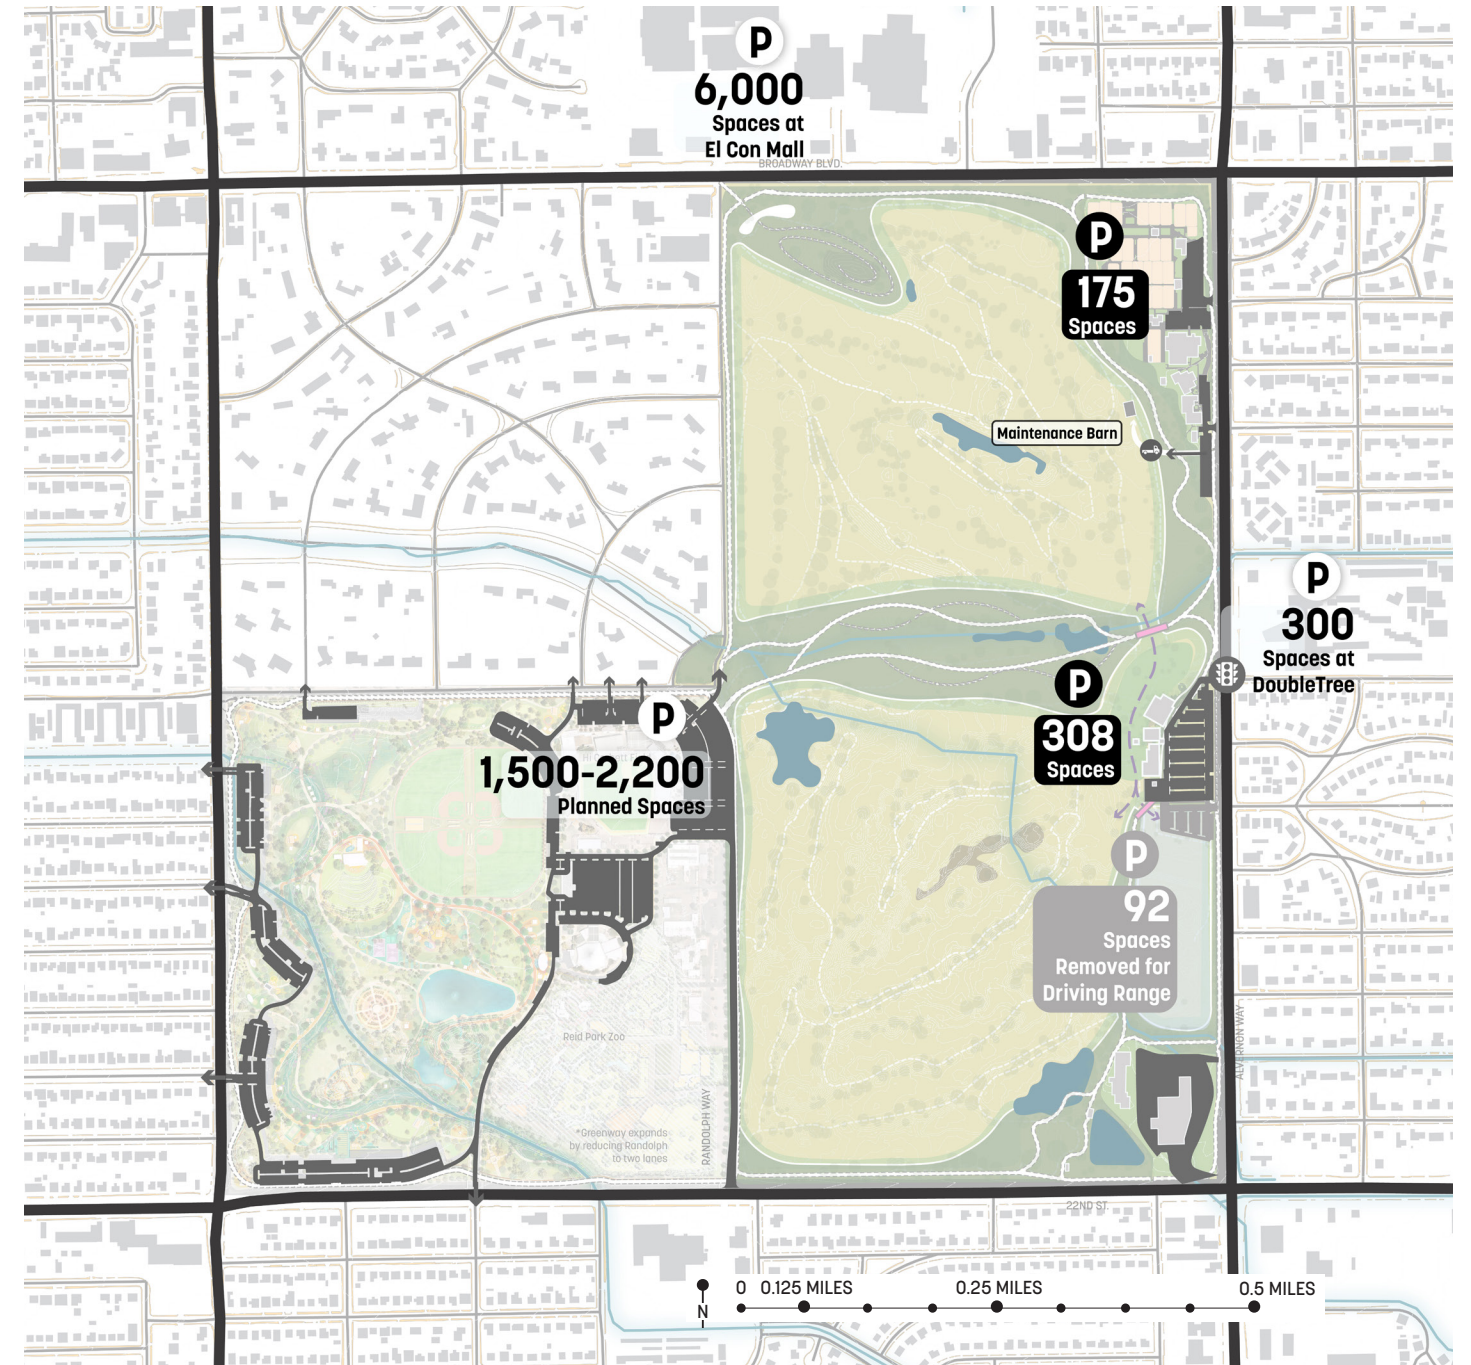 P
6,000
Spaces at
El Con Mall
BROADWAY BLVD.
P
175
Spaces
Maintenance Barn
P
300
Spaces at
DoubleTree
P
308
Spaces
P
1,500-2,200
Planned Spaces
P
92
Spaces
Removed for
Driving Range
Reid Park Zoo
ALVERNON WAY
RANDOLPH WAY
*Greenway expands
by reducing Randolph
to two lanes
22ND ST.
0 0.125 MILES 0.25 MILES 0.5 MILES
N